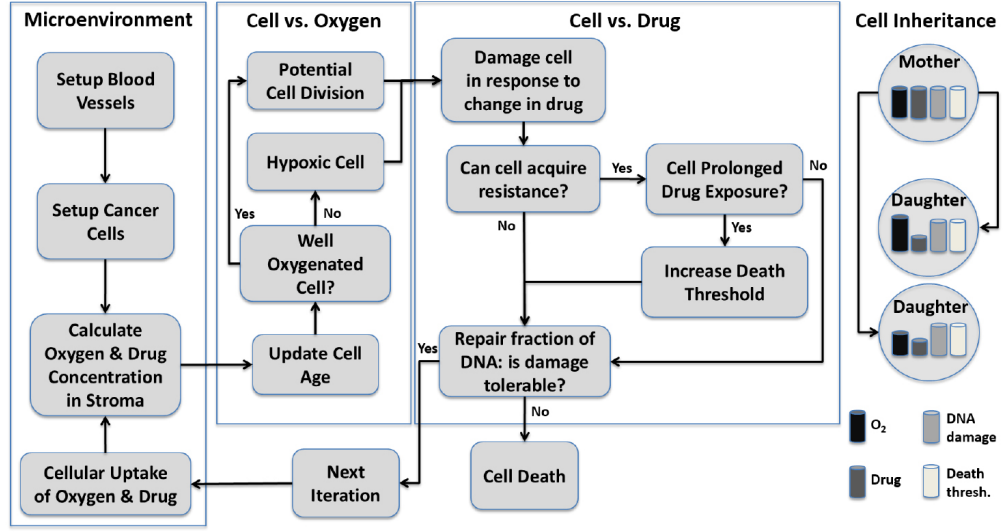 Microenvironment
Setup Blood
Vessels
Setup Cancer
Cells
Calculate
Oxygen & Drug
Concentration
in Stroma
Cellular Uptake
of Oxygen & Drug
Cell vs. Oxygen
Potential
Cell Division
Hypoxic Cell
Yes
No
Well
Oxygenated
Cell?
Update Cell
Age
Next
Iteration
Cell vs. Drug
Damage cell
in response to
change in drug
Can cell acquire
resistance?
Yes
Cell Prolonged
Drug Exposure?
No
No
Yes
Increase Death
Threshold
Repair fraction of
DNA: is damage
tolerable?
Yes
No
Cell Death
Cell Inheritance
Mother
Daughter
Daughter
O₂
DNA
damage
Drug
Death
thresh.